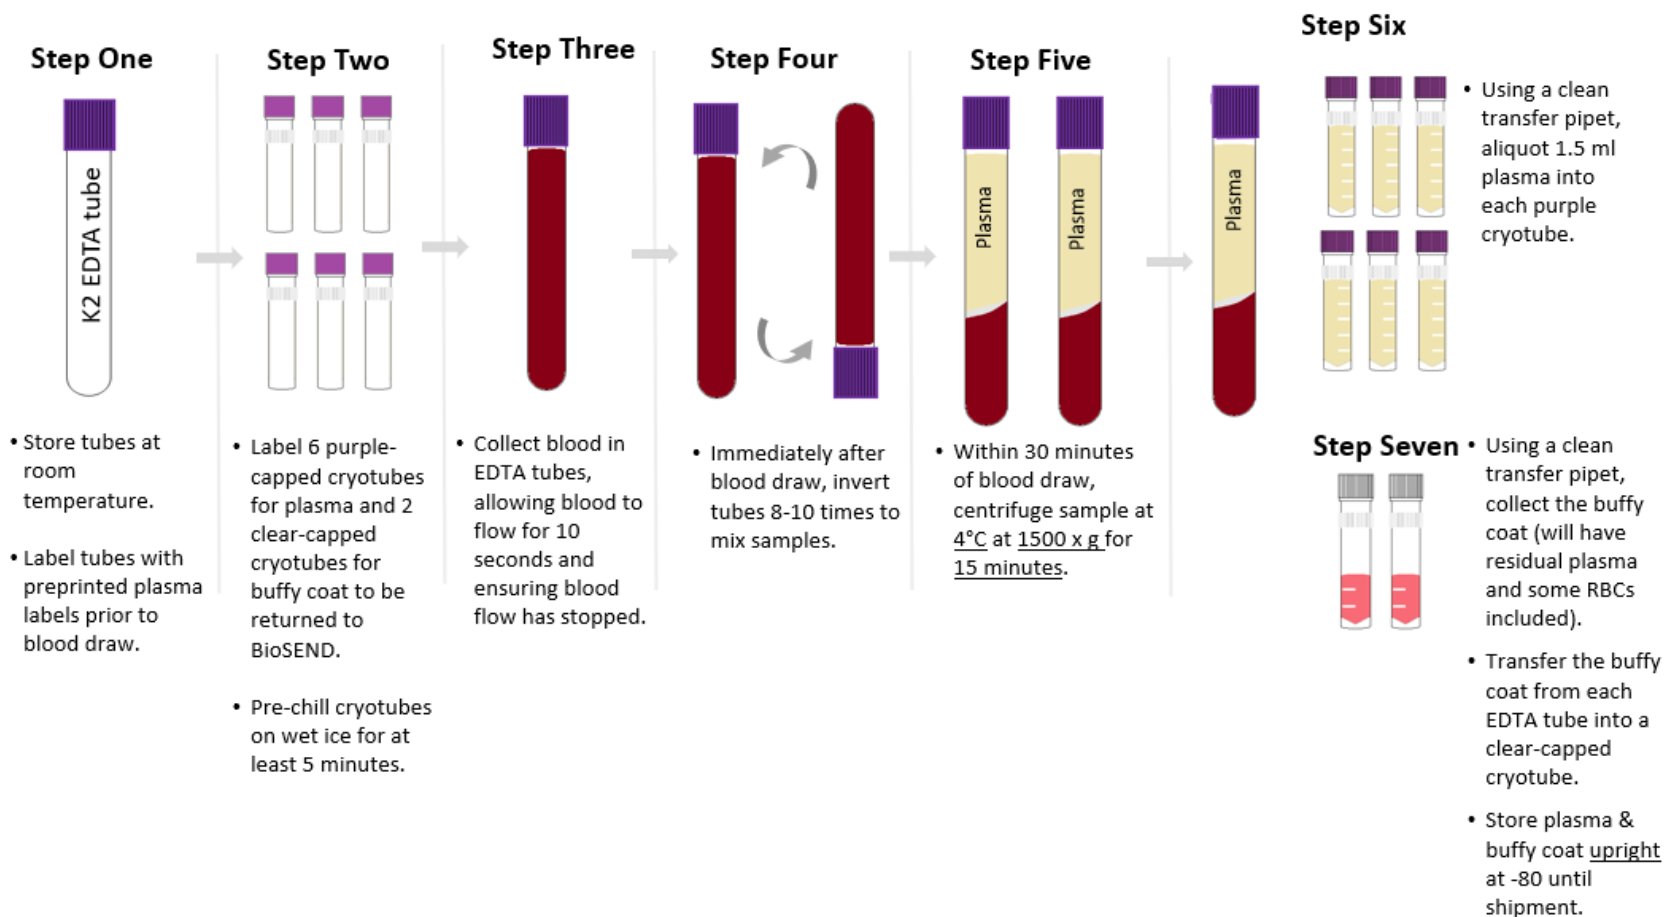 Step One
K2 EDTA tube
• Store tubes at
room
temperature.
• Label tubes with
preprinted plasma
labels prior to
blood draw.
Step Two
• Label 6 purple-
capped cryotubes
for plasma and 2
clear-capped
cryotubes for
buffy coat to be
returned to
BioSEND.
• Pre-chill cryotubes
on wet ice for at
least 5 minutes.
Step Three
• Collect blood in
EDTA tubes,
allowing blood to
flow for 10
seconds and
ensuring blood
flow has stopped.
Step Four
• Immediately after
blood draw, invert
tubes 8-10 times to
mix samples.
Step Five
Plasma
Plasma
• Within 30 minutes
of blood draw,
centrifuge sample at
4°C at 1500 x g for
15 minutes.
Plasma
Step Six
• Using a clean
transfer pipet,
aliquot 1.5 ml
plasma into
each purple
cryotube.
Step Seven
• Using a clean
transfer pipet,
collect the buffy
coat (will have
residual plasma
and some RBCs
included).
• Transfer the buffy
coat from each
EDTA tube into a
clear-capped
cryotube.
• Store plasma &
buffy coat upright
at -80 until
shipment.